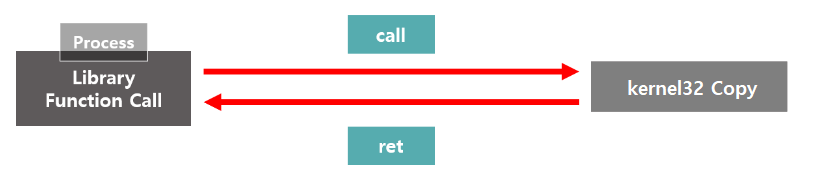 Process
Library
Function Call
call
ret
kernel32 Copy